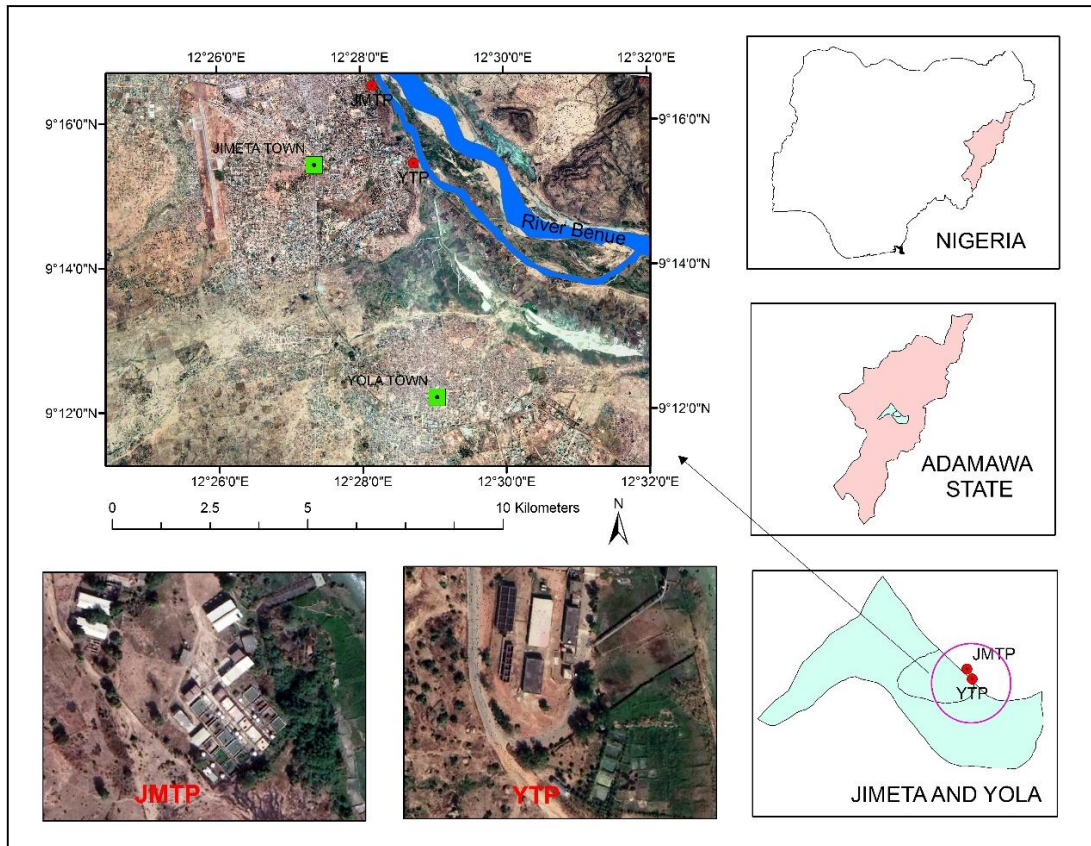 12°26'0"E 12°28'0"E 12°30'0"E 12°32'0"E
JMTP
9°16'0"N 9°16'0"N
JIMETA TOWN
YTP
River Benue
9°14'0"N 9°14'0"N
YOLA TOWN
9°12'0"N 9°12'0"N
12°26'0"E 12°28'0"E 12°30'0"E 12°32'0"E
0 2.5 5 10 Kilometers
N
NIGERIA
ADAMAWA
STATE
JMTP
YTP
JMTP
YTP
JIMETA AND YOLA